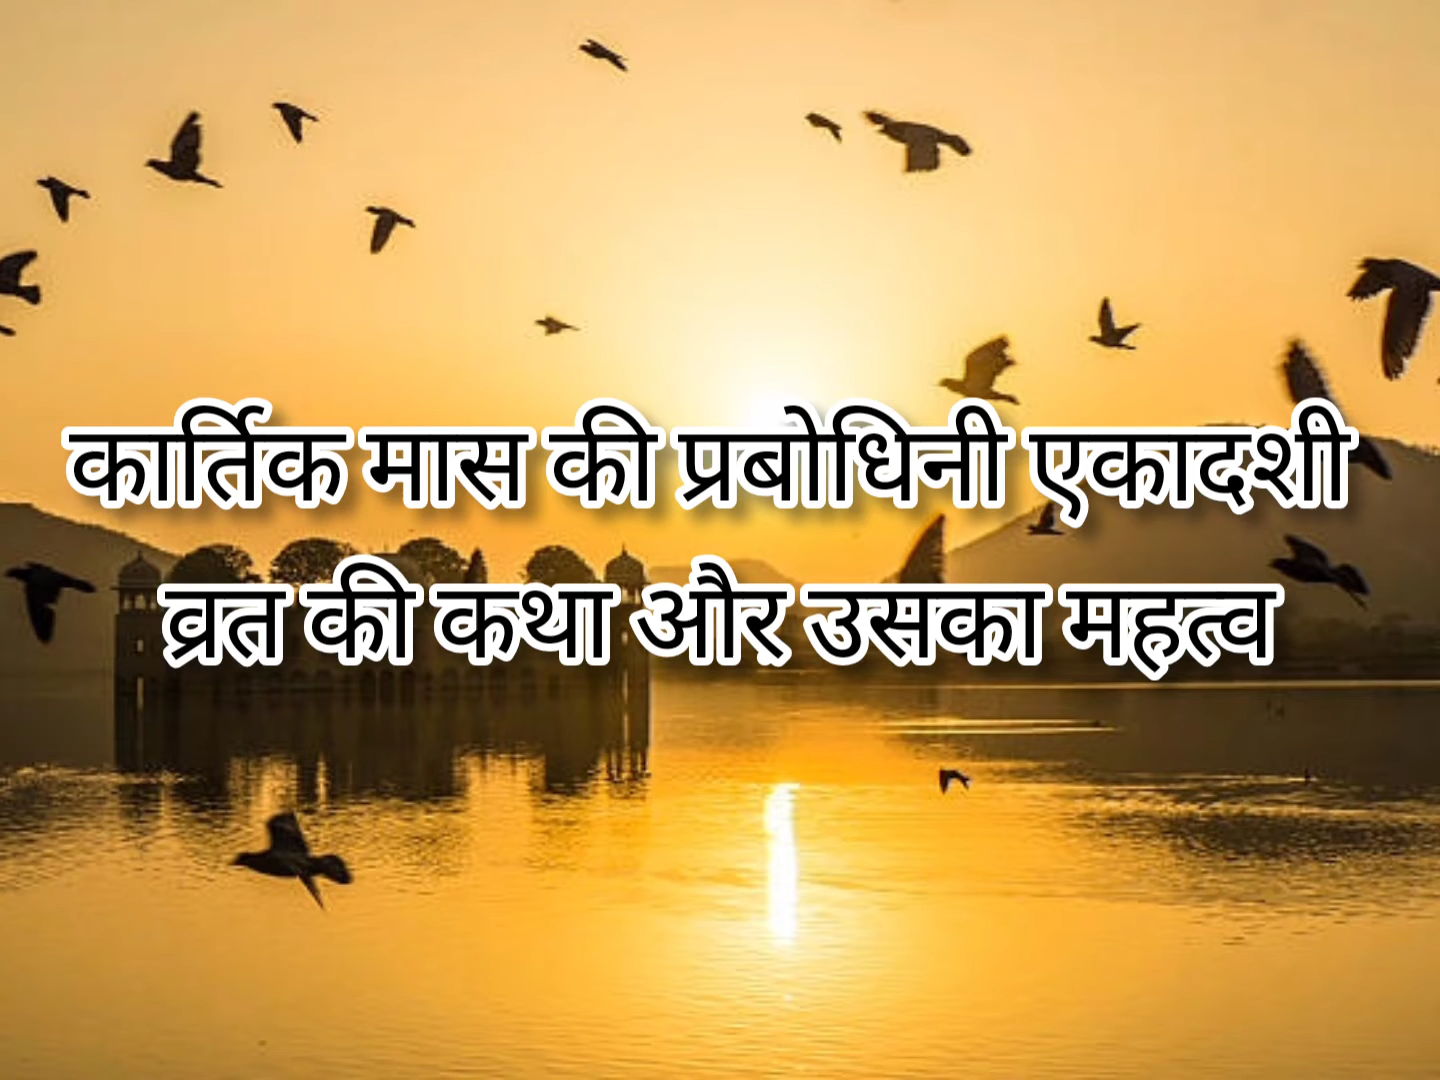 कार्तिक मास की प्रबोधिनी एकादशी
व्रत की कथा और उसका महत्व